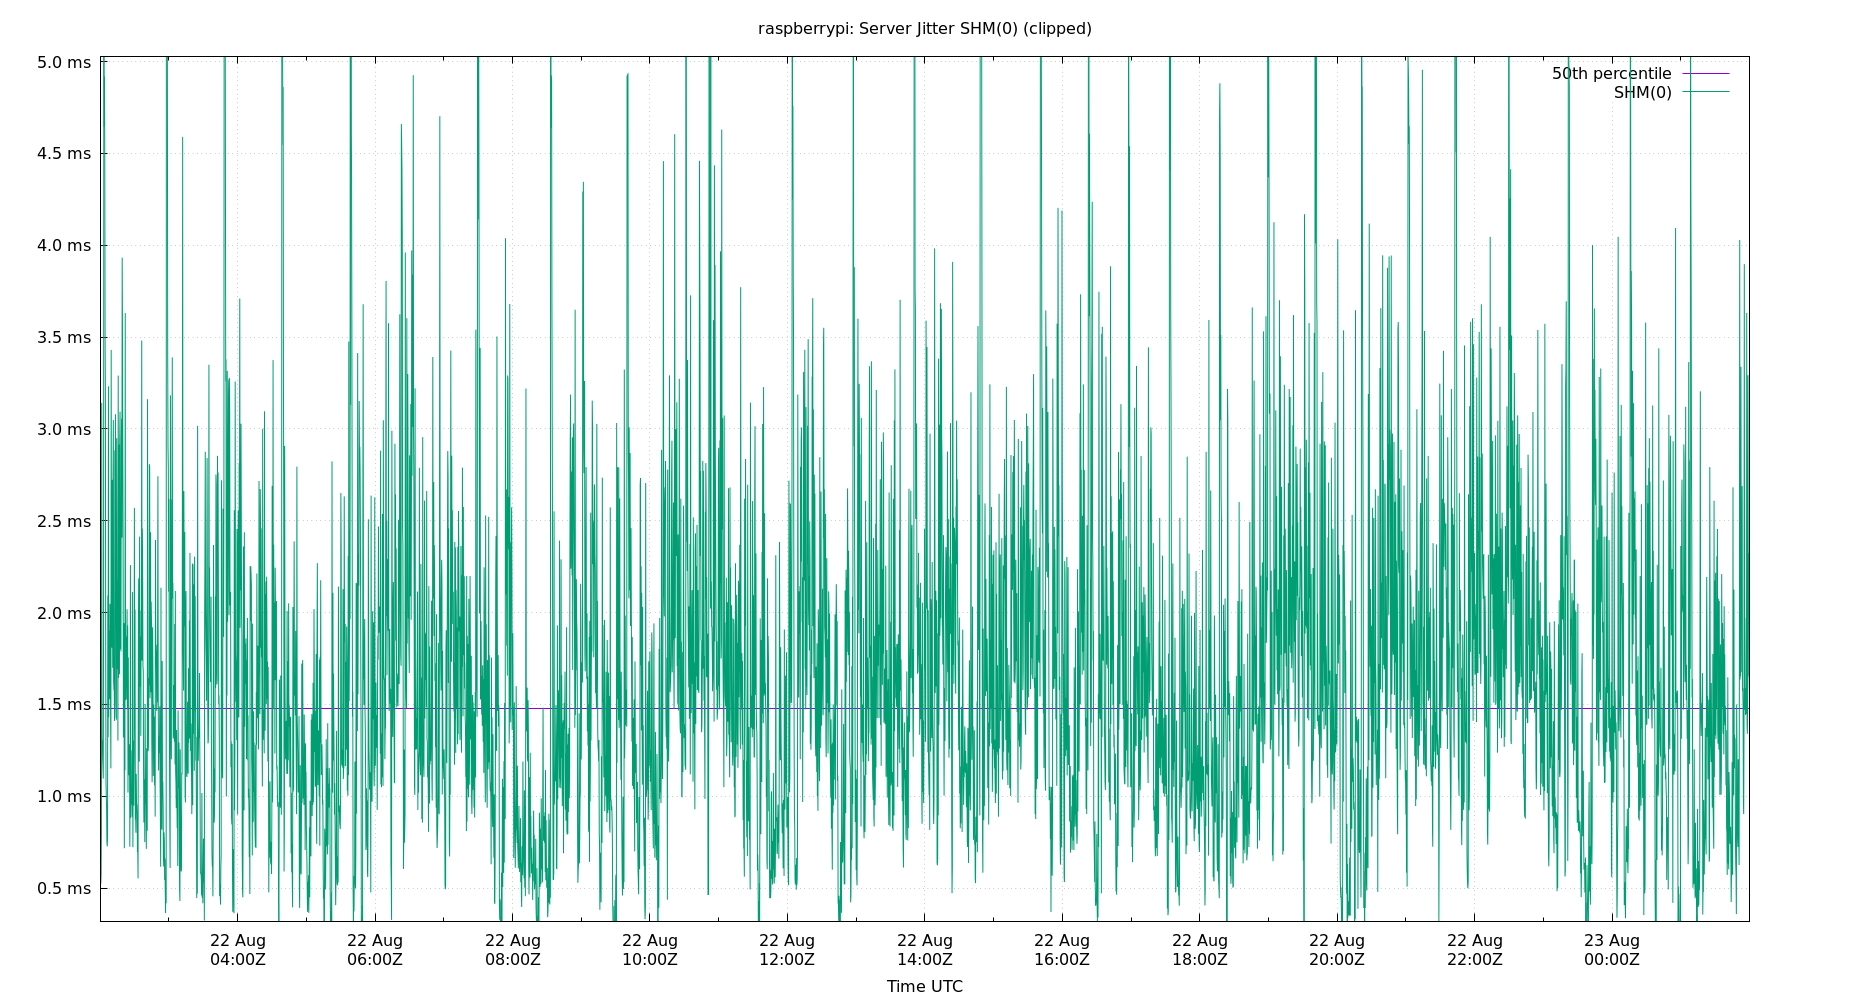 raspberrypi: Server Jitter SHM(0) (clipped)
5.0 ms
4.5 ms
4.0 ms
3.5 ms
3.0 ms
2.5 ms
2.0 ms
1.5 ms
1.0 ms
0.5 ms
50th percentile
SHM(0)
22 Aug 22 Aug 22 Aug 22 Aug 22 Aug 22 Aug 22 Aug 22 Aug 22 Aug 22 Aug 23 Aug
04:00Z 06:00Z 08:00Z 10:00Z 12:00Z 14:00Z 16:00Z 18:00Z 20:00Z 22:00Z 00:00Z
Time UTC